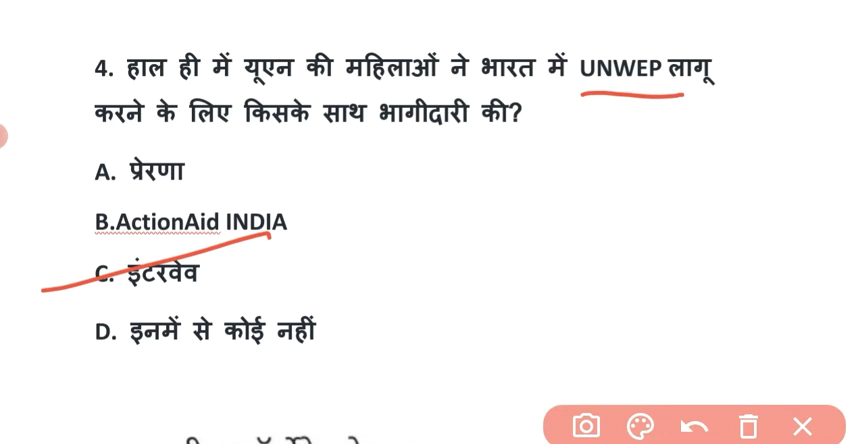 4. हाल ही में यूएन की महिलाओं ने भारत में UNWEP लागू
करने के लिए किसके साथ भागीदारी की?
A. प्रेरणा
B.ActionAid INDIA
C. इंटरवेव
D. इनमें से कोई नहीं